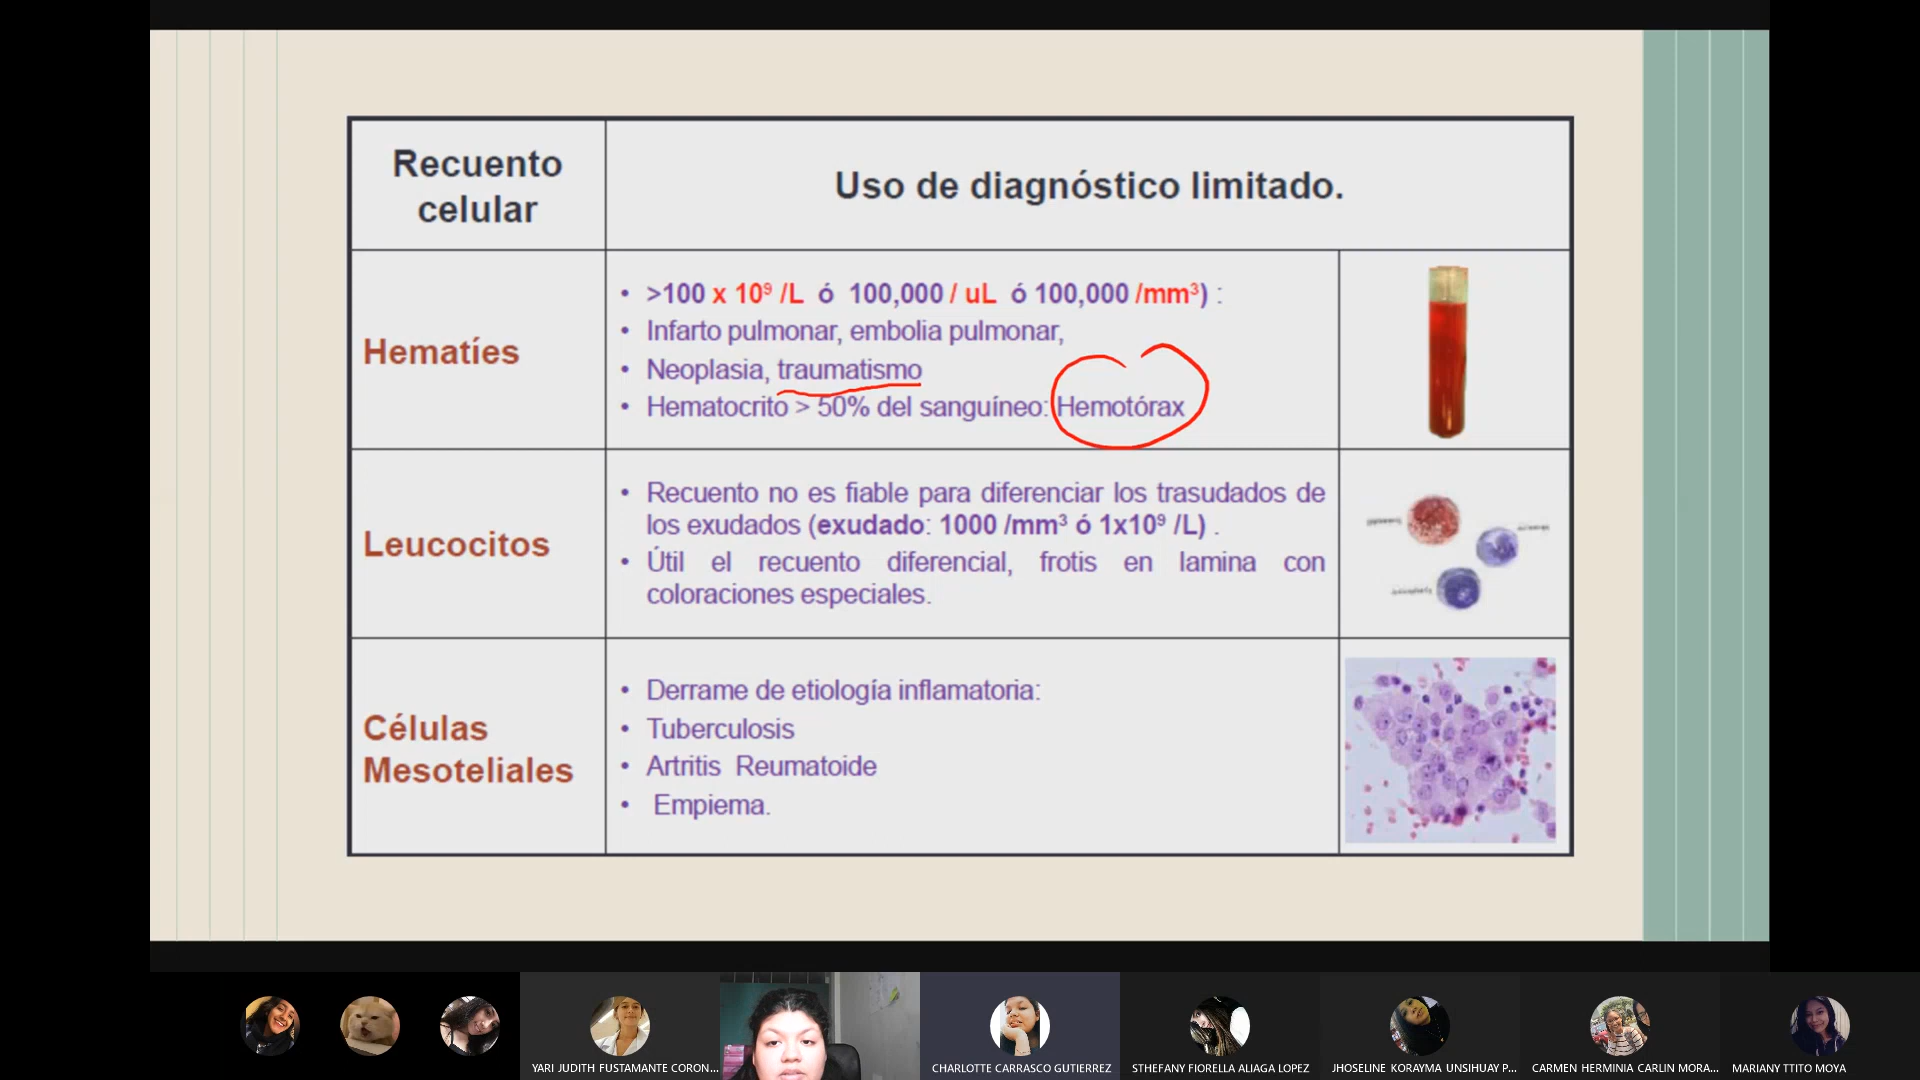 Recuento
celular
Uso de diagnóstico limitado.
Hematíes
• >100 x 10⁹ /L ó 100,000 / uL ó 100,000 /mm³) :
• Infarto pulmonar, embolia pulmonar,
• Neoplasia, traumatismo
• Hematocrito > 50% del sanguíneo: Hemotórax
Leucocitos
• Recuento no es fiable para diferenciar los trasudados de
los exudados (exudado: 1000 /mm³ ó 1x10⁹ /L) .
• Útil el recuento diferencial, frotis en lamina con
coloraciones especiales.
Células
Mesoteliales
• Derrame de etiología inflamatoria:
• Tuberculosis
• Artritis Reumatoide
• Empiema.
YARI JUDITH FUSTAMANTE CORON...
CHARLOTTE CARRASCO GUTIERREZ
STHEFANY FIORELLA ALIAGA LOPEZ
JHOSELINE KORAYMA UNSIHUAY P...
CARMEN HERMINIA CARLIN MORA...
MARIANY TTITO MOYA